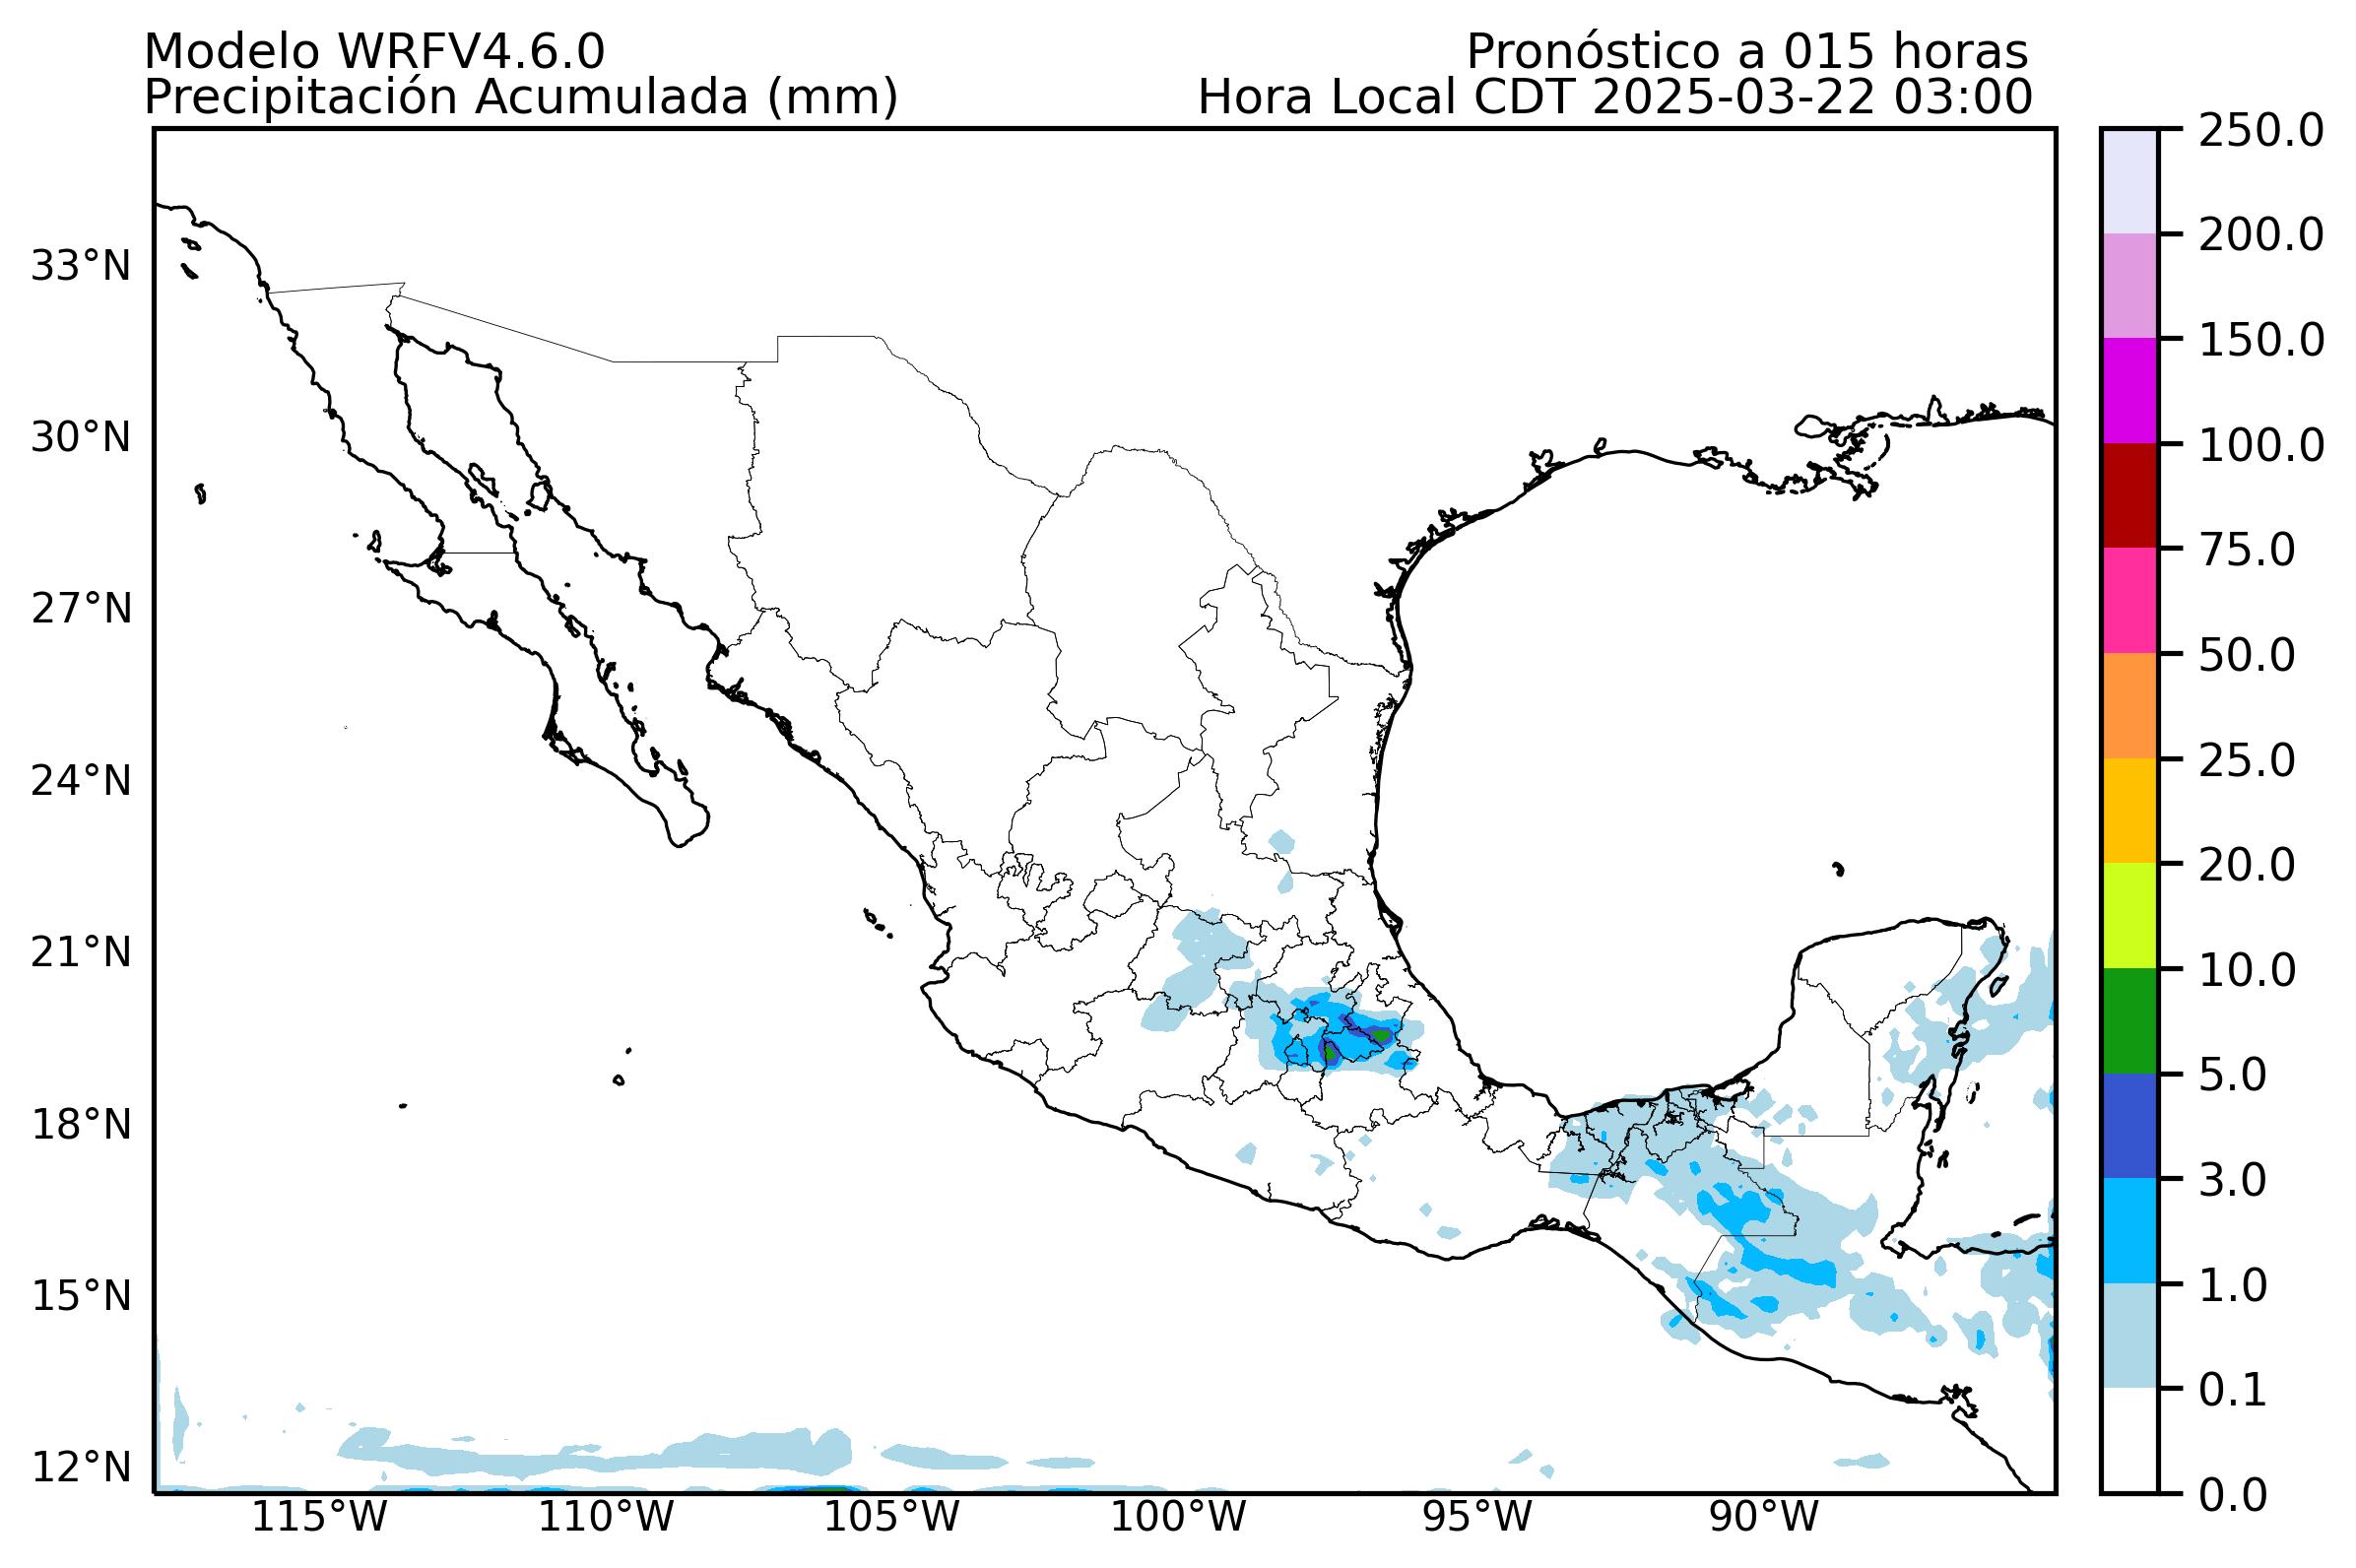 Modelo WRFV4.6.0
Pronóstico a 015 horas
Precipitación Acumulada (mm)
Hora Local CDT 2025-03-22 03:00
33°N
30°N
27°N
24°N
21°N
18°N
15°N
12°N
115°W
110°W
105°W
100°W
95°W
90°W
250.0
200.0
150.0
100.0
75.0
50.0
25.0
20.0
10.0
5.0
3.0
1.0
0.1
0.0